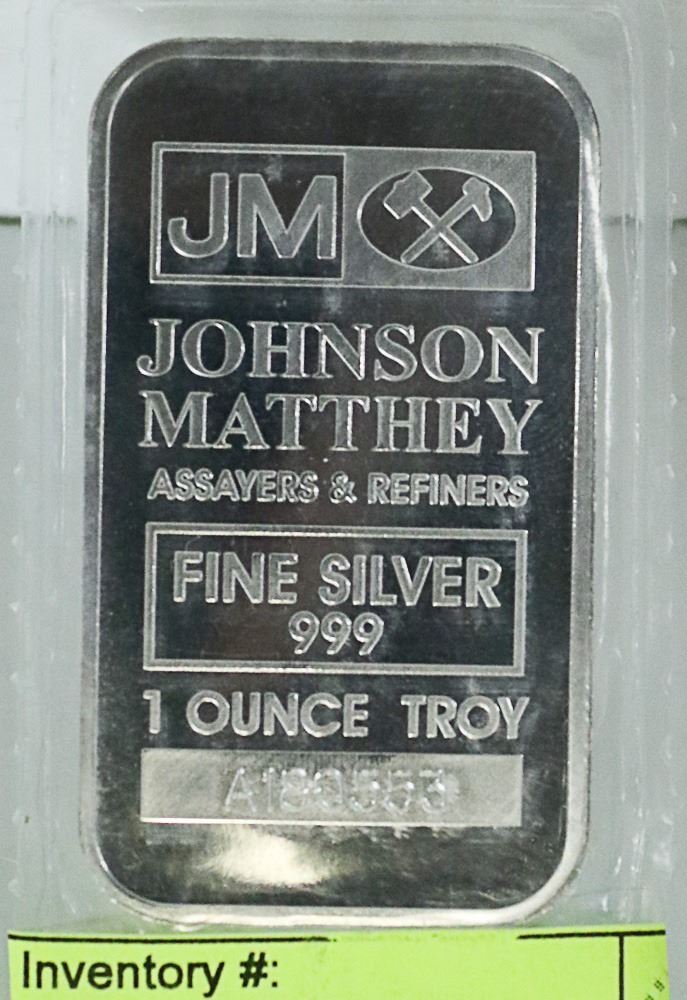 JM
JOHNSON
MATTHEY
ASSAYERS & REFINERS
FINE SILVER
999
1 OUNCE TROY
Inventory #: